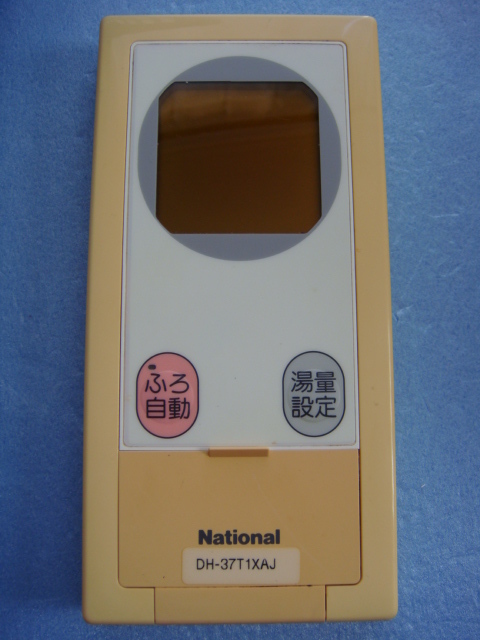 ふろ
自動
湯量
設定
National
DH-37T1XAJ